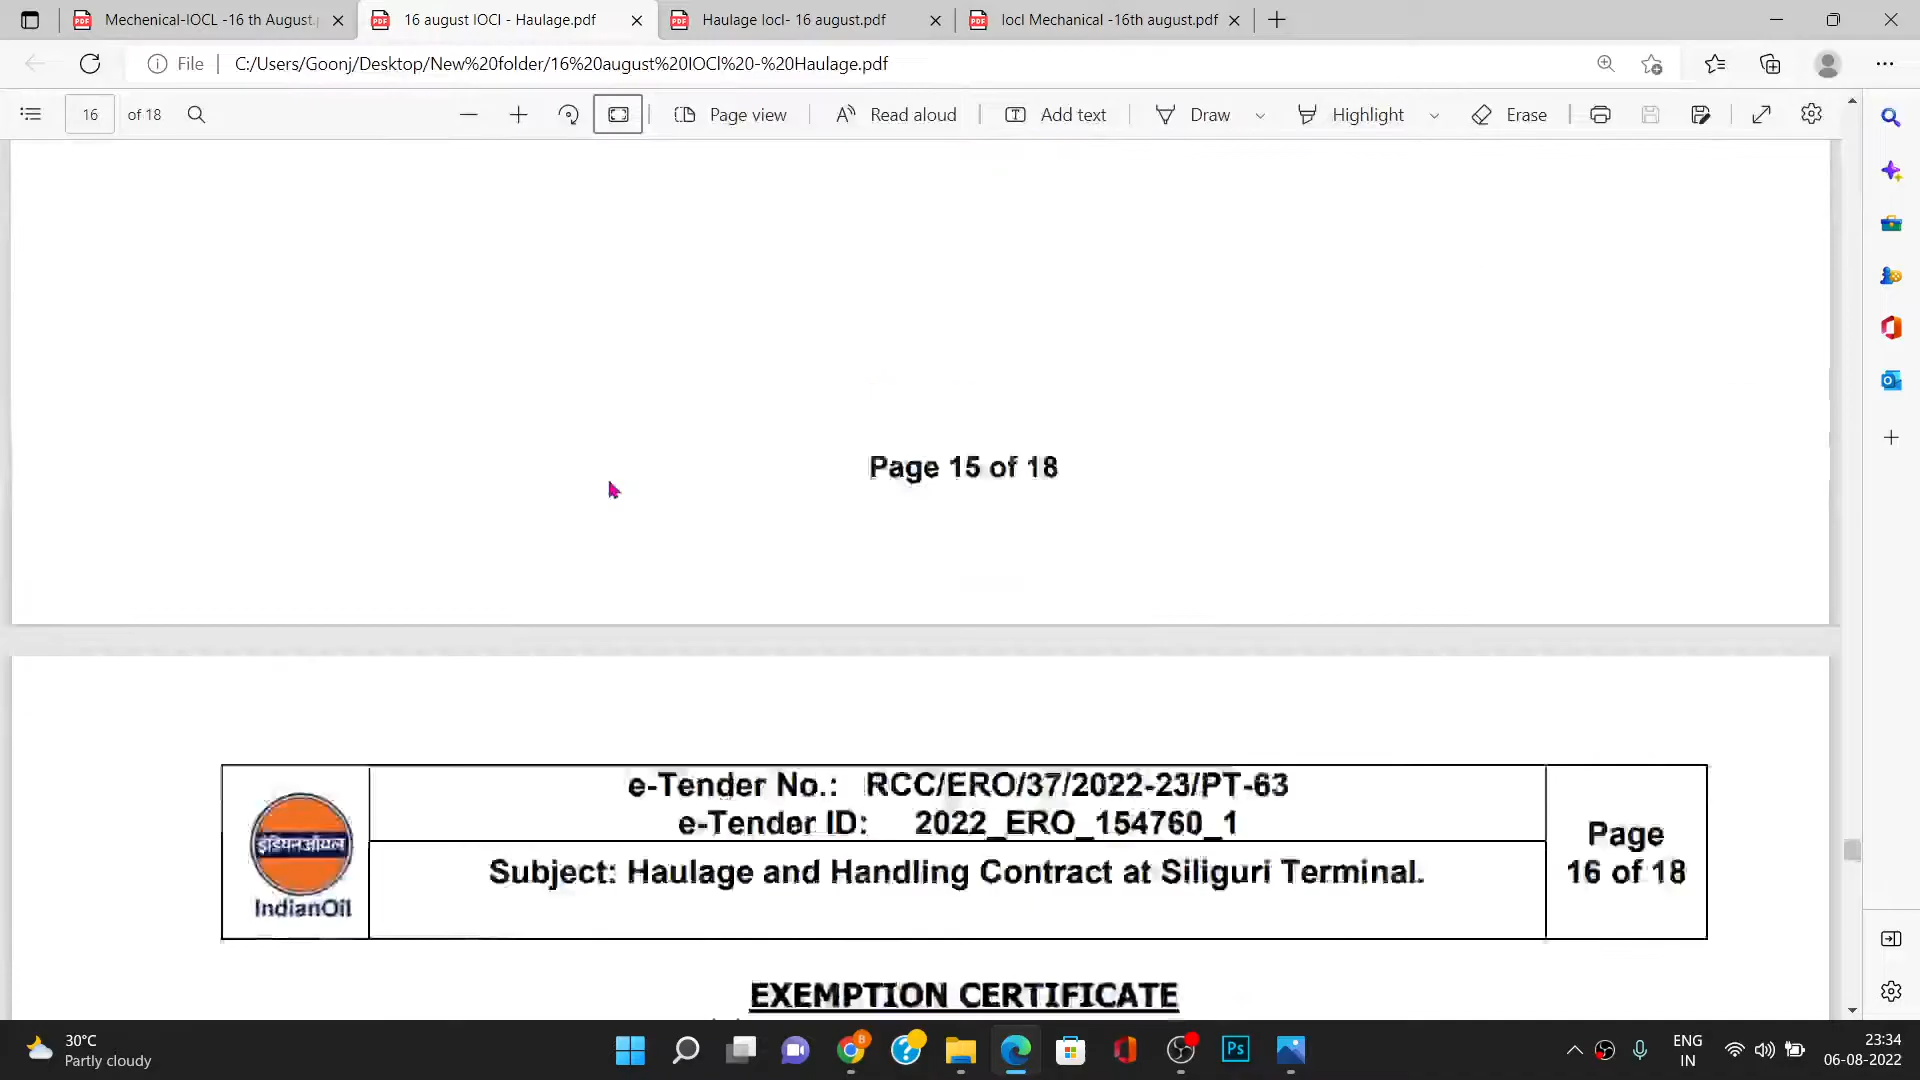 Mechenical-IOCL -16 th August.
16 august IOCl - Haulage.pdf
Haulage Iocl- 16 august.pdf
Iocl Mechanical -16th august.pdf
File
C:/Users/Goonj/Desktop/New%20folder/16%20august%20IOCl%20-%20Haulage.pdf
16
of 18
Page view
Read aloud
Add text
Draw
Highlight
Erase
Page 15 of 18
e-Tender No.: RCC/ERO/37/2022-23/PT-63
e-Tender ID: 2022_ERO_154760_1
Subject: Haulage and Handling Contract at Siliguri Terminal.
इंडियनऑयल
IndianOil
Page
16 of 18
EXEMPTION CERTIFICATE
30°C
Partly cloudy
8
Ps
ENG
IN
23:34
06-08-2022